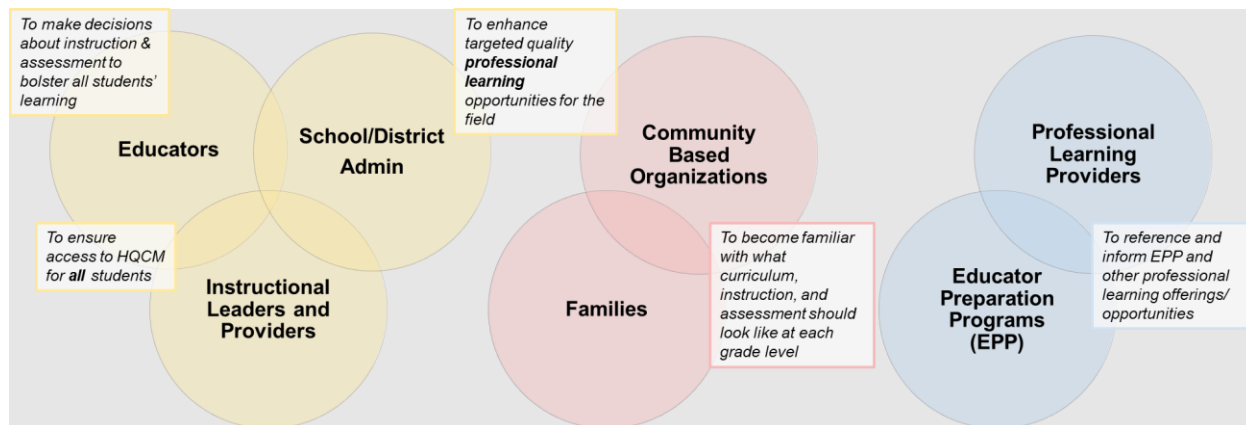 To make decisions
about instruction &
assessment to
bolster all students'
learning
Educators
School/District
Admin
To enhance
targeted quality
professional
learning
opportunities for the
field
To ensure
access to HQCM
for all students
Instructional
Leaders and
Providers
Community
Based
Organizations
Families
To become familiar
with what
curriculum,
instruction, and
assessment should
look like at each
grade level
Professional
Learning
Providers
Educator
Preparation
Programs
(EPP)
To reference and
inform EPP and
other professional
learning offerings/
opportunities